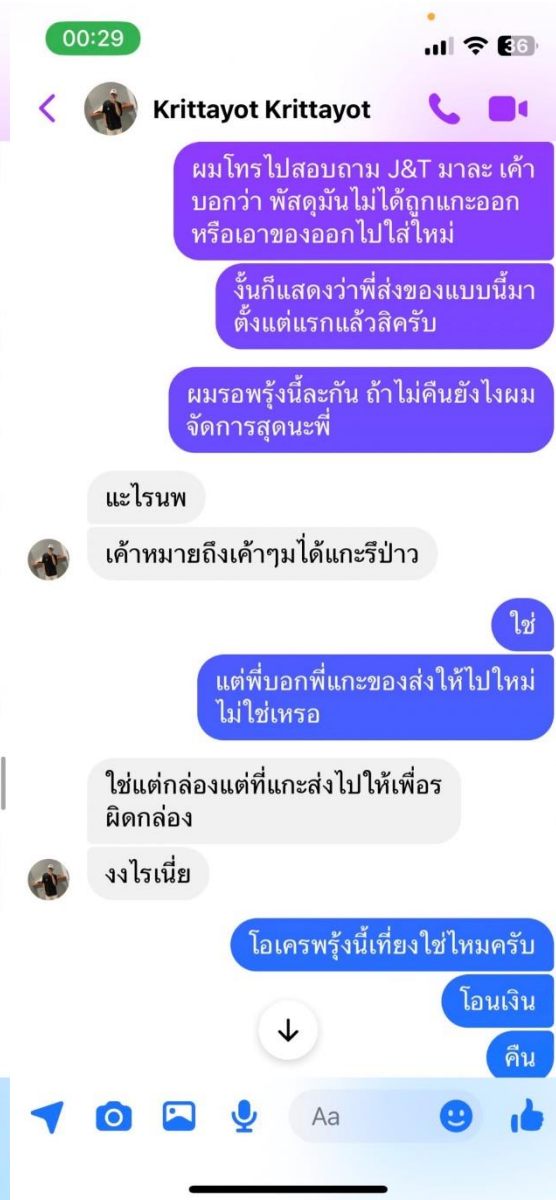 00:29
36
Krittayot Krittayot
ผมโทรไปสอบถาม J&T มาละ เค้า
บอกว่า พัสดุมันไม่ได้ถูกแกะออก
หรือเอาของออกไปใส่ใหม่
งั้นก็แสดงว่าพี่ส่งของแบบนี้มา
ตั้งแต่แรกแล้วสิครับ
ผมรอพรุ้งนี้ละกัน ถ้าไม่คืนยังไงผม
จัดการสุดนะพี่
แะไรนพ
เค้าหมายถึงเค้าๆมไ่ด้แกะรึป่าว
ใช่
แต่พี่บอกพี่แกะของส่งให้ไปใหม่
ไม่ใช่เหรอ
ใช่แต่กล่องแต่ที่แกะส่งไปให้เพื่อร
ผิดกล่อง
งงไรเนี่ย
โอเครพรุ้งนี้เที่ยงใช่ไหมครับ
โอนเงิน
คืน
Aa